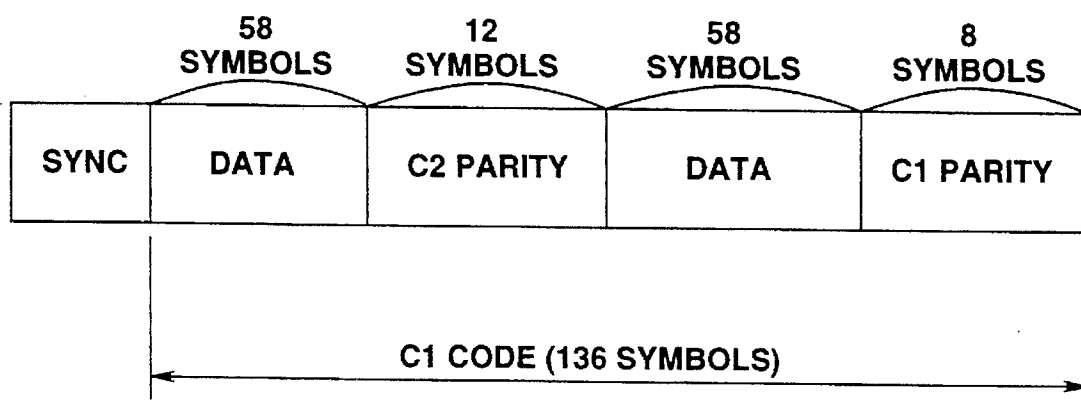 58
SYMBOLS
12
SYMBOLS
58
SYMBOLS
8
SYMBOLS
SYNC
DATA
C2 PARITY
DATA
C1 PARITY
C1 CODE (136 SYMBOLS)